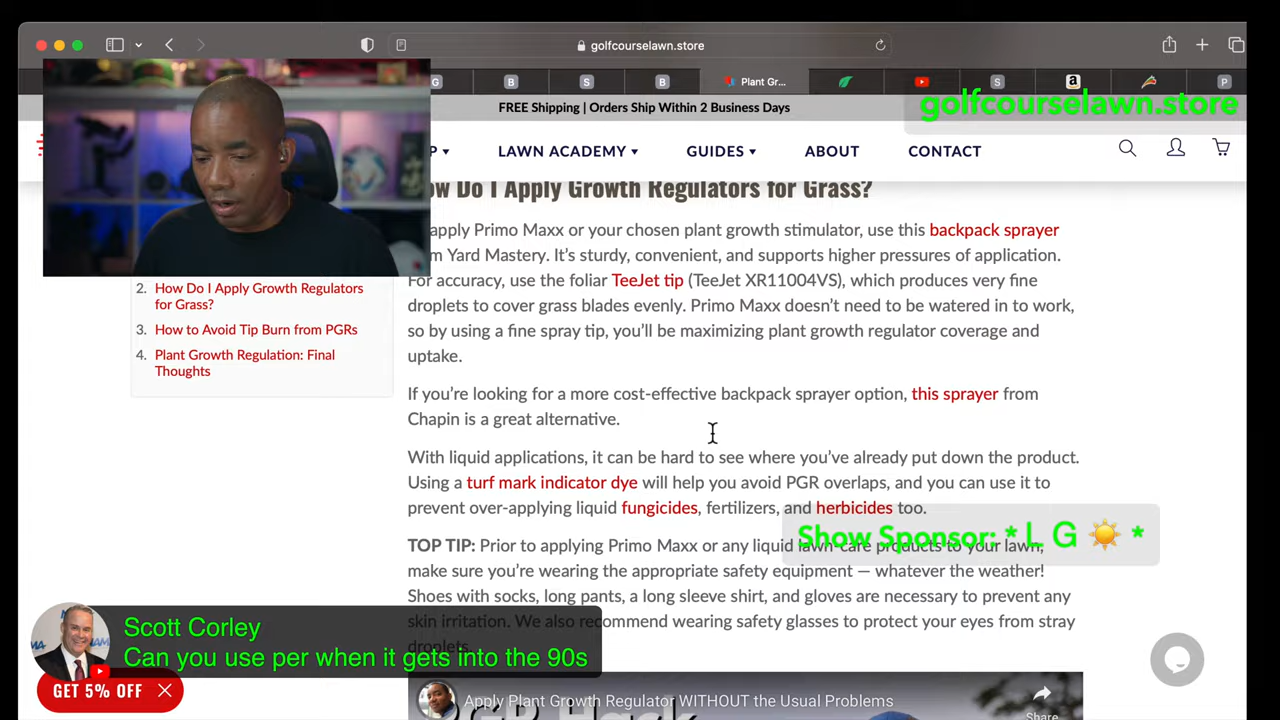 golfcourselawn.store
Plant Gr...
FREE Shipping | Orders Ship Within 2 Business Days
golfcourselawn.store
LAWN ACADEMY
GUIDES
ABOUT
CONTACT
How Do I Apply Growth Regulators for Grass?
apply Primo Maxx or your chosen plant growth stimulator, use this backpack sprayer
Yard Mastery. It's sturdy, convenient, and supports higher pressures of application.
For accuracy, use the foliar TeeJet tip (TeeJet XR11004VS), which produces very fine
droplets to cover grass blades evenly. Primo Maxx doesn't need to be watered in to work,
so by using a fine spray tip, you'll be maximizing plant growth regulator coverage and
uptake.
2. How Do I Apply Growth Regulators
for Grass?
3. How to Avoid Tip Burn from PGRs
4. Plant Growth Regulation: Final
Thoughts
If you're looking for a more cost-effective backpack sprayer option, this sprayer from
Chapin is a great alternative.
With liquid applications, it can be hard to see where you've already put down the product.
Using a turf mark indicator dye will help you avoid PGR overlaps, and you can use it to
prevent over-applying liquid fungicides, fertilizers, and herbicides too.
Show Sponsor: * L G ☀️ *
TOP TIP: Prior to applying Primo Maxx or any liquid lawn-care products to your lawn,
make sure you're wearing the appropriate safety equipment — whatever the weather!
Shoes with socks, long pants, a long sleeve shirt, and gloves are necessary to prevent any
skin irritation. We also recommend wearing safety glasses to protect your eyes from stray
droplets.
Scott Corley
Can you use per when it gets into the 90s
GET 5% OFF
Apply Plant Growth Regulator WITHOUT the Usual Problems
Share
PGR Hack